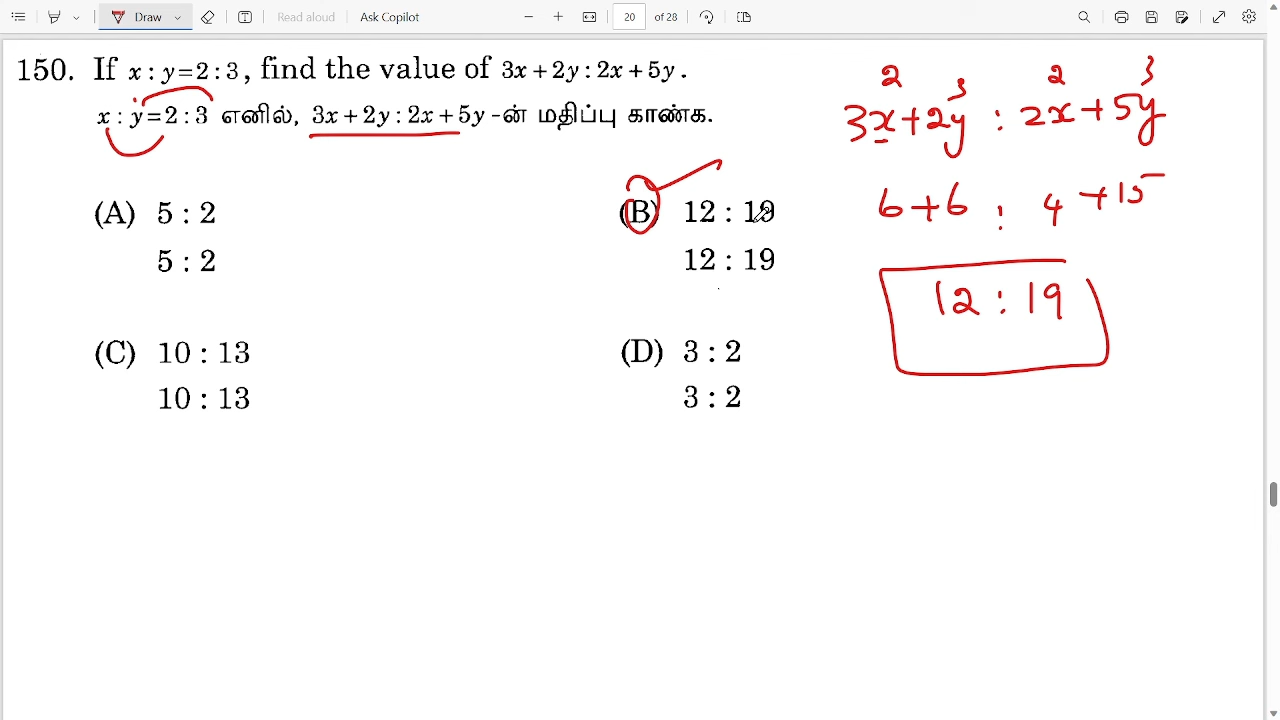 Draw
Read aloud
Ask Copilot
20
of 28
150. If x : y = 2 : 3, find the value of 3x + 2y : 2x + 5y.
x : y = 2 : 3 எனில், 3x + 2y : 2x + 5y -ன் மதிப்பு காண்க.
(A) 5 : 2
5 : 2
(B) 12 : 19
12 : 19
(C) 10 : 13
10 : 13
(D) 3 : 2
3 : 2
2 3 2 3
3x + 2y : 2x + 5y
6 + 6 : 4 + 15
12 : 19